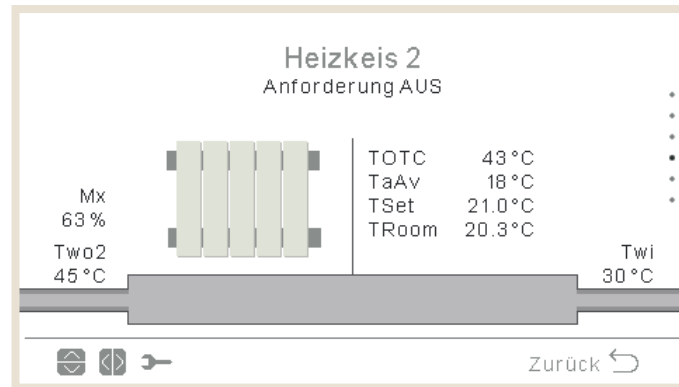 Heizkeis 2
Anforderung AUS
TOTC 43°C
TaAv 18°C
TSet 21.0°C
TRoom 20.3°C
Mx
63%
Two2
45°C
Twi
30°C
Zurück